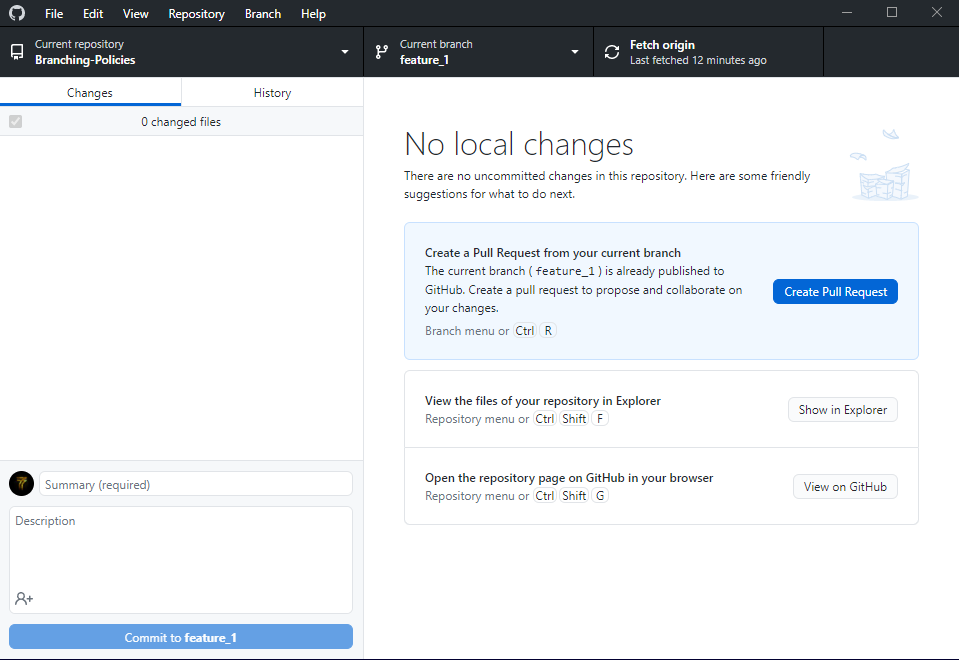 File Edit View Repository Branch Help
Current repository
Branching-Policies
Current branch
feature_1
Fetch origin
Last fetched 12 minutes ago
Changes History
0 changed files
No local changes
There are no uncommitted changes in this repository. Here are some friendly
suggestions for what to do next.
Create a Pull Request from your current branch
The current branch ( feature_1 ) is already published to
GitHub. Create a pull request to propose and collaborate on
your changes.
Branch menu or Ctrl R
Create Pull Request
View the files of your repository in Explorer
Repository menu or Ctrl Shift F
Show in Explorer
Open the repository page on GitHub in your browser
Repository menu or Ctrl Shift G
View on GitHub
Summary (required)
Description
Commit to feature_1